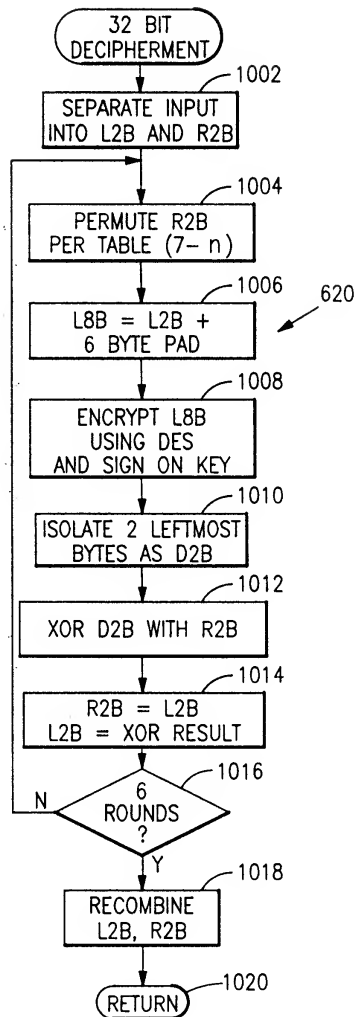 32 BIT
DECIPHERMENT
1002
SEPARATE INPUT
INTO L2B AND R2B
1004
PERMUTE R2B
PER TABLE (7-n)
1006
L8B = L2B +
6 BYTE PAD
620
1008
ENCRYPT L8B
USING DES
AND SIGN ON KEY
1010
ISOLATE 2 LEFTMOST
BYTES AS D2B
1012
XOR D2B WITH R2B
1014
R2B = L2B
L2B = XOR RESULT
1016
6
ROUNDS
?
N
Y
1018
RECOMBINE
L2B, R2B
1020
RETURN